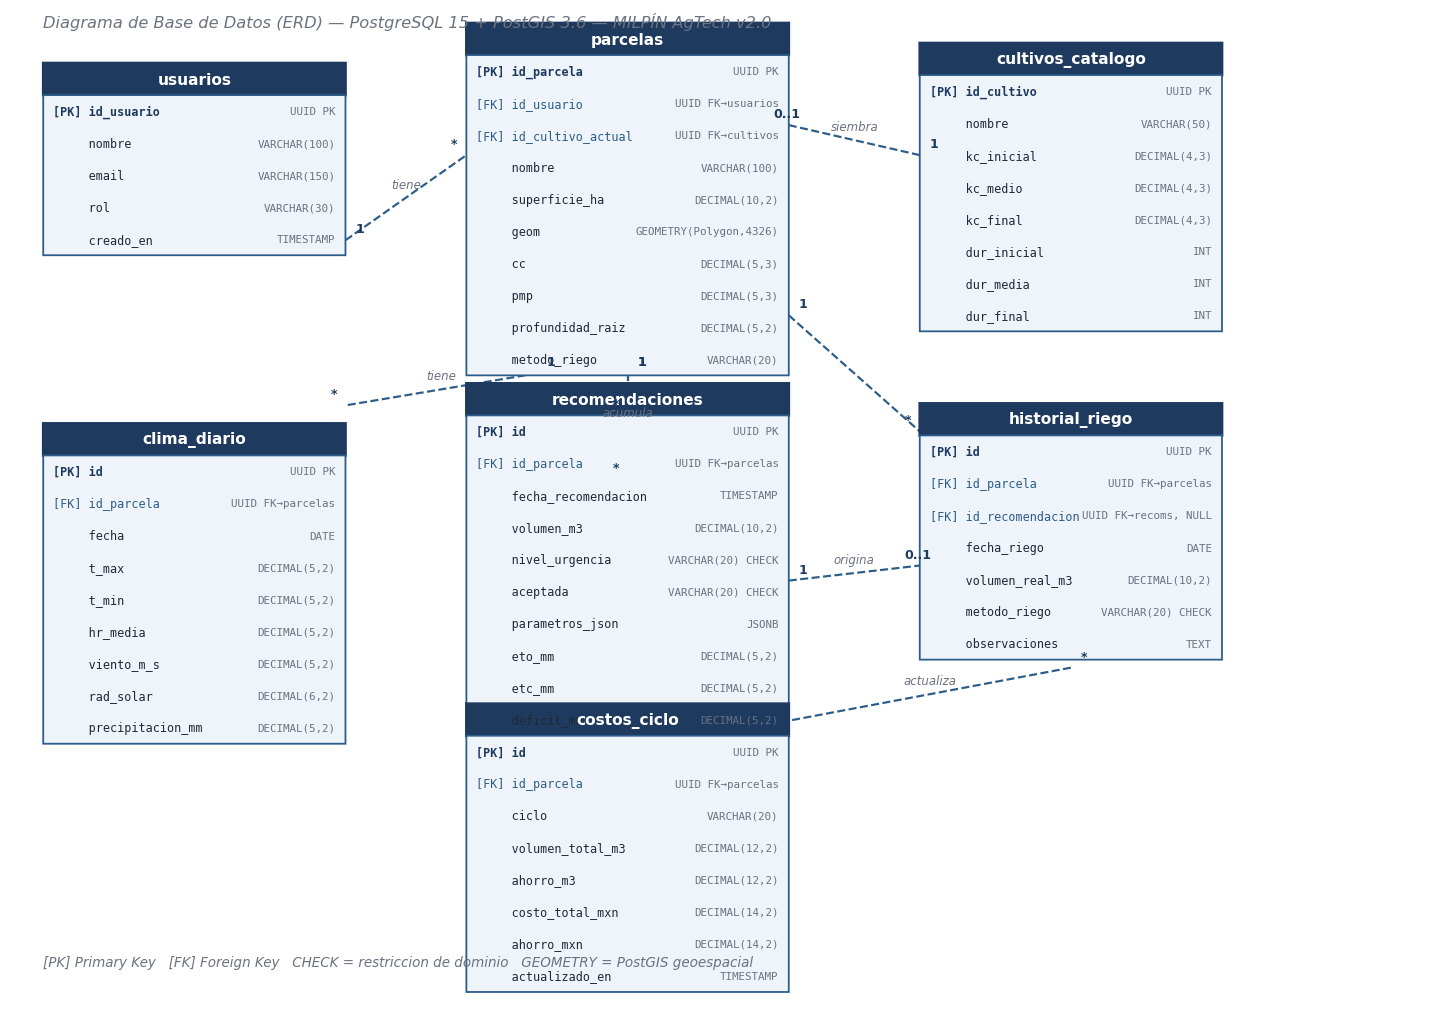 Diagrama de Base de Datos (ERD) — PostgreSQL 15 + PostGIS 3.6 — MILPÍN AgTech v2.0
usuarios
[PK] id_usuario UUID PK
nombre VARCHAR(100)
email VARCHAR(150)
rol VARCHAR(30)
creado_en TIMESTAMP
1
tiene
*
parcelas
[PK] id_parcela UUID PK
[FK] id_usuario UUID FK→usuarios
[FK] id_cultivo_actual UUID FK→cultivos
nombre VARCHAR(100)
superficie_ha DECIMAL(10,2)
geom GEOMETRY(Polygon,4326)
cc DECIMAL(5,3)
pmp DECIMAL(5,3)
profundidad_raiz DECIMAL(5,2)
metodo_riego VARCHAR(20)
0..1
siembra
1
cultivos_catalogo
[PK] id_cultivo UUID PK
nombre VARCHAR(50)
kc_inicial DECIMAL(4,3)
kc_medio DECIMAL(4,3)
kc_final DECIMAL(4,3)
dur_inicial INT
dur_media INT
dur_final INT
1
*
1
tiene
*
1
acumula
*
clima_diario
[PK] id UUID PK
[FK] id_parcela UUID FK→parcelas
fecha DATE
t_max DECIMAL(5,2)
t_min DECIMAL(5,2)
hr_media DECIMAL(5,2)
viento_m_s DECIMAL(5,2)
rad_solar DECIMAL(6,2)
precipitacion_mm DECIMAL(5,2)
recomendaciones
[PK] id UUID PK
[FK] id_parcela UUID FK→parcelas
fecha_recomendacion TIMESTAMP
volumen_m3 DECIMAL(10,2)
nivel_urgencia VARCHAR(20) CHECK
aceptada VARCHAR(20) CHECK
parametros_json JSONB
eto_mm DECIMAL(5,2)
etc_mm DECIMAL(5,2)
DECIMAL(5,2)
1
origina
0..1
historial_riego
[PK] id UUID PK
[FK] id_parcela UUID FK→parcelas
[FK] id_recomendacion UUID FK→recoms, NULL
fecha_riego DATE
volumen_real_m3 DECIMAL(10,2)
metodo_riego VARCHAR(20) CHECK
observaciones TEXT
*
actualiza
costos_ciclo
[PK] id UUID PK
[FK] id_parcela UUID FK→parcelas
ciclo VARCHAR(20)
volumen_total_m3 DECIMAL(12,2)
ahorro_m3 DECIMAL(12,2)
costo_total_mxn DECIMAL(14,2)
ahorro_mxn DECIMAL(14,2)
actualizado_en TIMESTAMP
[PK] Primary Key [FK] Foreign Key CHECK = restriccion de dominio GEOMETRY = PostGIS geoespacial